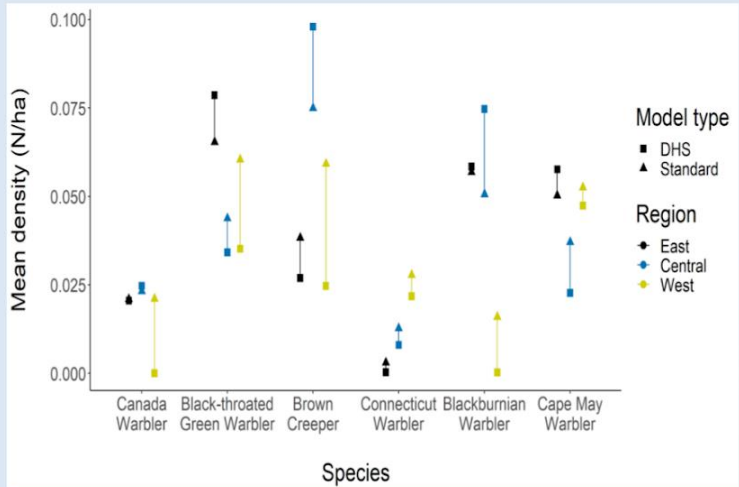 0.100
0.075
0.050
0.025
0.000
Mean density (N/ha)
Canada
Warbler
Black-throated
Green Warbler
Brown
Creeper
Connecticut
Warbler
Blackburnian
Warbler
Cape May
Warbler
Species
Model type
DHS
Standard
Region
East
Central
West